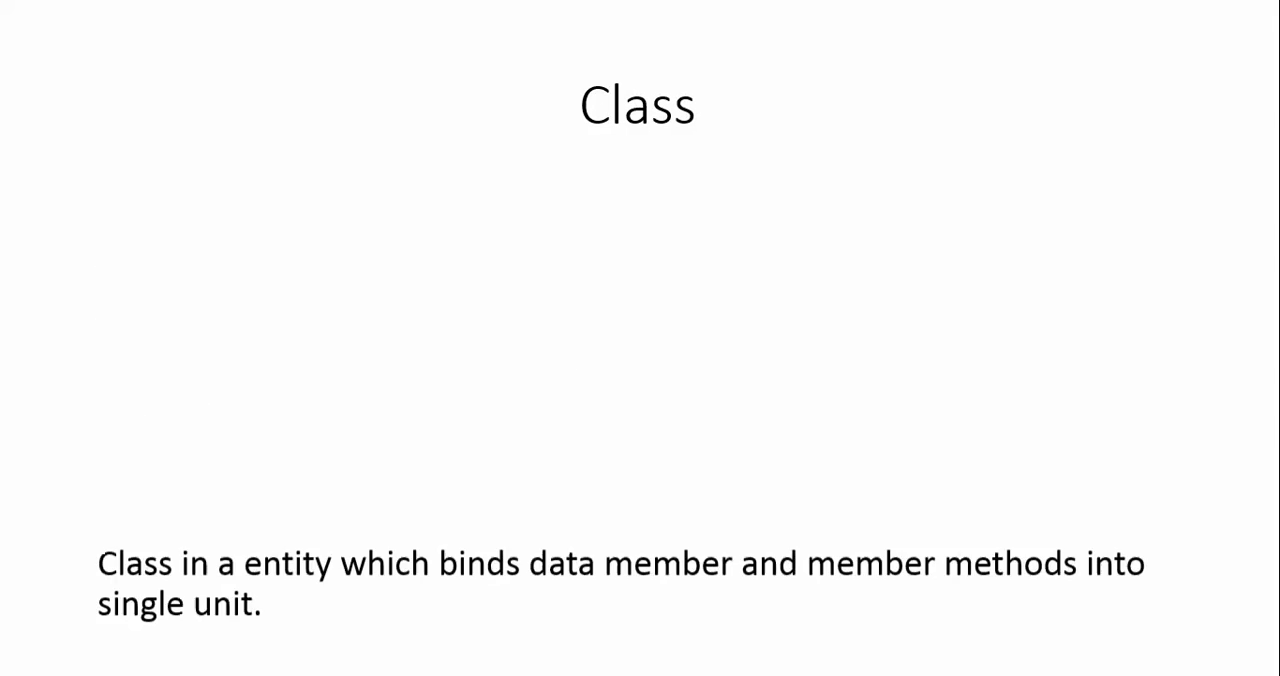 Class
Class in a entity which binds data member and member methods into
single unit.